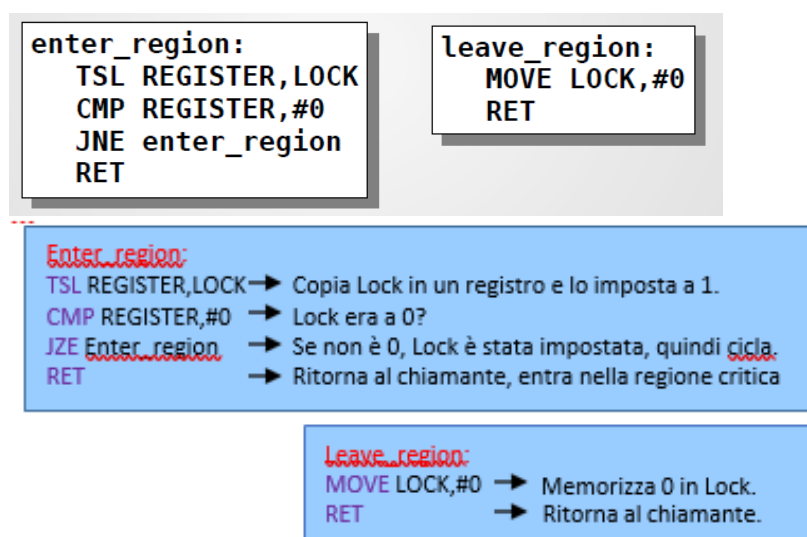 enter_region:
TSL REGISTER,LOCK
CMP REGISTER,#0
JNE enter_region
RET
leave_region:
MOVE LOCK,#0
RET
Enter_region:
TSL REGISTER,LOCK → Copia Lock in un registro e lo imposta a 1.
CMP REGISTER,#0 → Lock era a 0?
JZE Enter_region → Se non è 0, Lock è stata impostata, quindi cicla.
RET → Ritorna al chiamante, entra nella regione critica
Leave_region:
MOVE LOCK,#0 → Memorizza 0 in Lock.
RET → Ritorna al chiamante.